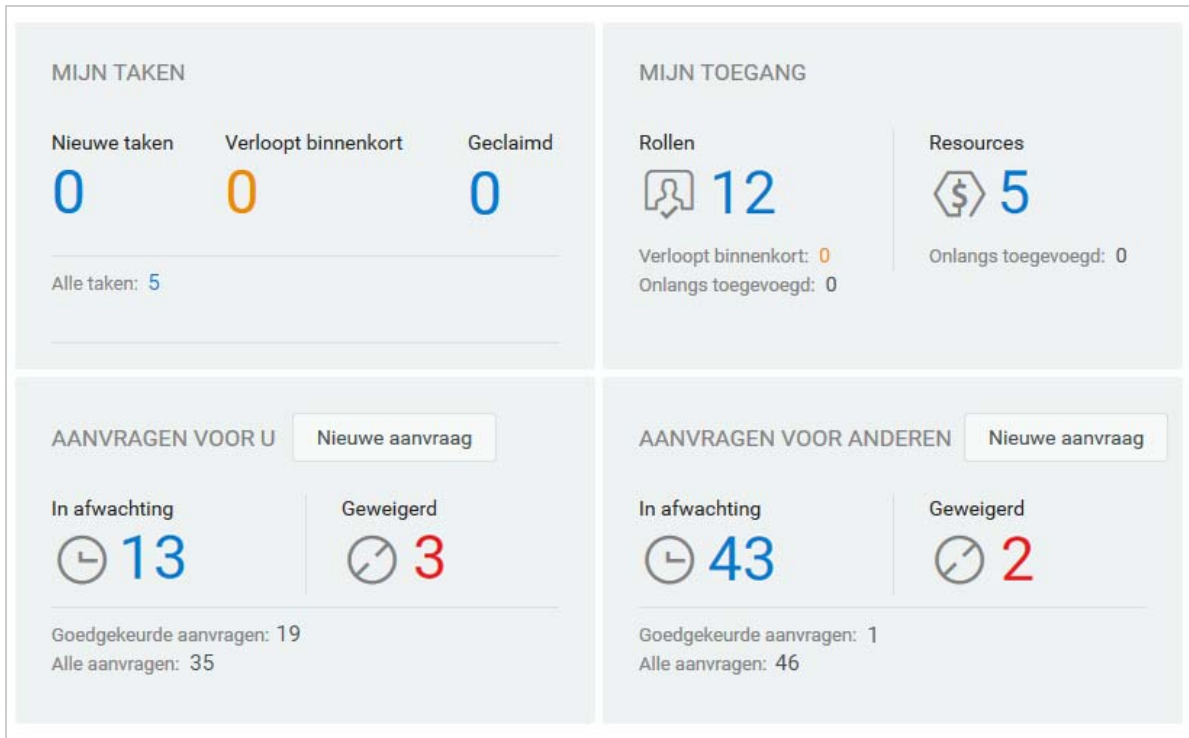 MIJN TAKEN
Nieuwe taken Verloopt binnenkort Geclaimd
0 0 0
Alle taken: 5
MIJN TOEGANG
Rollen Resources
12 $ 5
Verloopt binnenkort: 0 Onlangs toegevoegd: 0
Onlangs toegevoegd: 0
AANVRAGEN VOOR U Nieuwe aanvraag
In afwachting Geweigerd
13 3
Goedgekeurde aanvragen: 19
Alle aanvragen: 35
AANVRAGEN VOOR ANDEREN Nieuwe aanvraag
In afwachting Geweigerd
43 2
Goedgekeurde aanvragen: 1
Alle aanvragen: 46